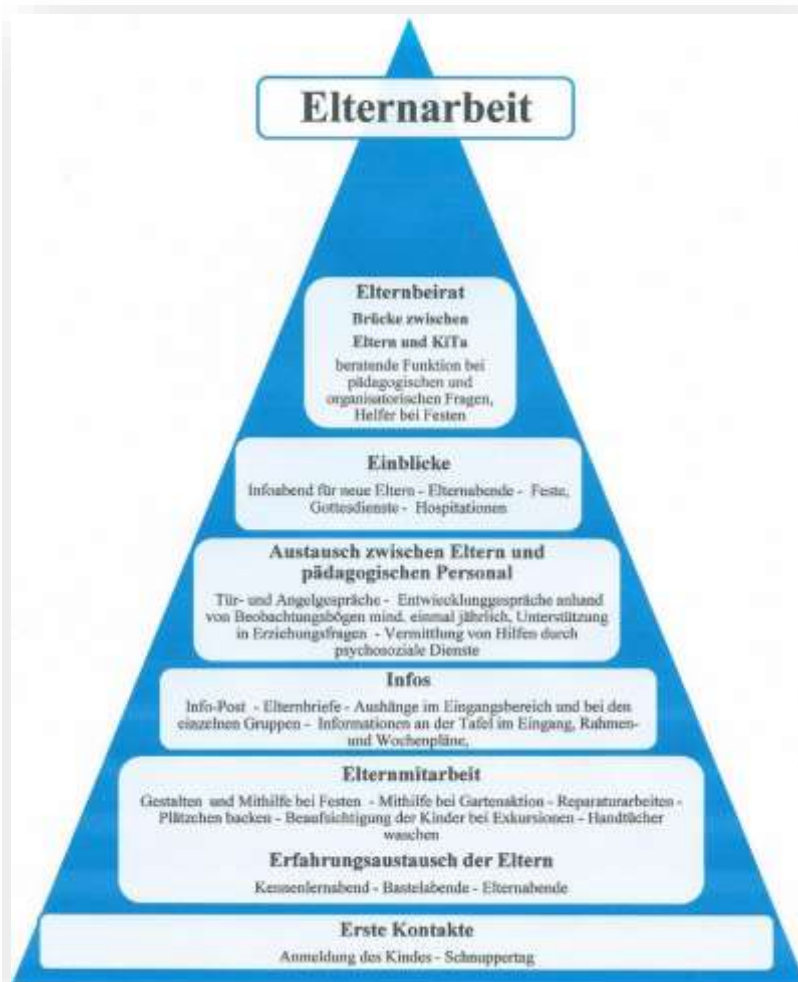 Elternarbeit
Elternbeirat
Brücke zwischen
Eltern und KiTa
beratende Funktion bei
pädagogischen und
organisatorischen Fragen,
Helfer bei Festen
Einblicke
Infoabend für neue Eltern - Elternabende - Feste,
Gottesdienste - Hospitationen
Austausch zwischen Eltern und
pädagogischen Personal
Tür- und Angelgespräche - Entwicklunggespräche anhand
von Beobachtungsbögen mind. einmal jährlich, Unterstützung
in Erziehungsfragen - Vermittlung von Hilfen durch
psychosoziale Dienste
Infos
Info-Post - Elternbriefe - Aushänge im Eingangsbereich und bei den
einzelnen Gruppen - Informationen an der Tafel im Eingang, Rahmen-
und Wochenpläne,
Elternmitarbeit
Gestalten und Mithilfe bei Festen - Mithilfe bei Gartenaktion - Reparaturarbeiten -
Plätzchen backen - Beaufsichtigung der Kinder bei Exkursionen - Handtücher
waschen
Erfahrungsaustausch der Eltern
Kennenlernabend - Bastelabende - Elternabende
Erste Kontakte
Anmeldung des Kindes - Schnuppertag